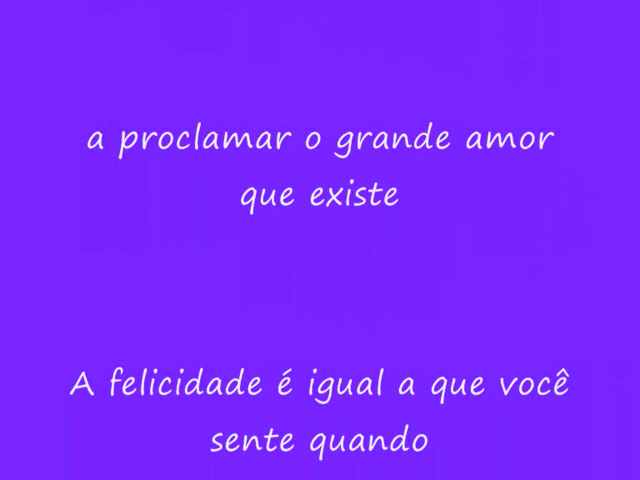 a proclamar o grande amor
que existe
A felicidade é igual a que você
sente quando